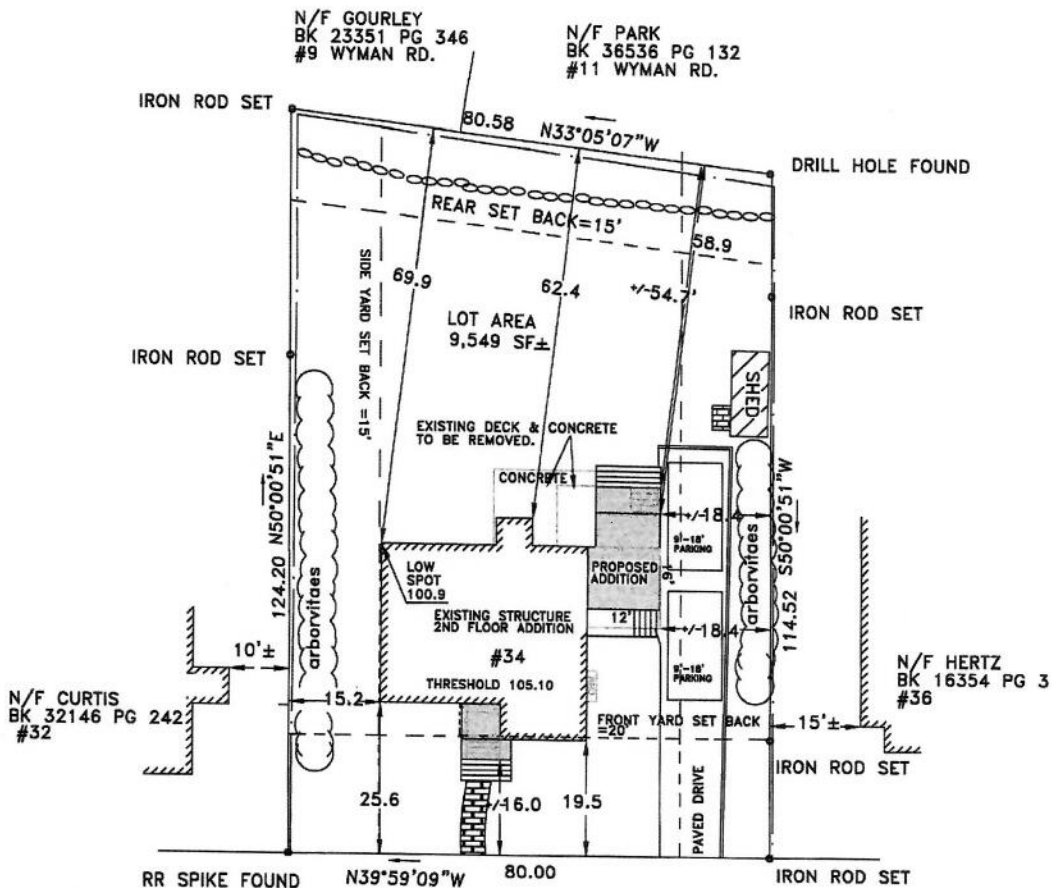 N/F GOURLEY
BK 23351 PG 346
#9 WYMAN RD.
N/F PARK
BK 36536 PG 132
#11 WYMAN RD.
IRON ROD SET
80.58
N33°05'07"W
DRILL HOLE FOUND
REAR SET BACK=15'
SIDE YARD SET BACK =15'
69.9
62.4
58.9
+/-54.7'
LOT AREA
9,549 SF±
IRON ROD SET
IRON ROD SET
SHED
EXISTING DECK & CONCRETE
TO BE REMOVED.
CONCRETE
124.20 N50°00'51"E
arborvitaes
LOW
SPOT
100.9
PROPOSED
ADDITION
+/-18.4
9'-18'
PARKING
arborvitaes
114.52 S50°00'51"W
EXISTING STRUCTURE
2ND FLOOR ADDITION
#34
THRESHOLD 105.10
12'
+/-18.4
9'-18'
PARKING
10'±
15.2
N/F CURTIS
BK 32146 PG 242
#32
N/F HERTZ
BK 16354 PG 3
#36
FRONT YARD SET BACK
=20'
15'±
IRON ROD SET
25.6
+/-16.0
19.5
PAVED DRIVE
RR SPIKE FOUND
N39°59'09"W
80.00
IRON ROD SET